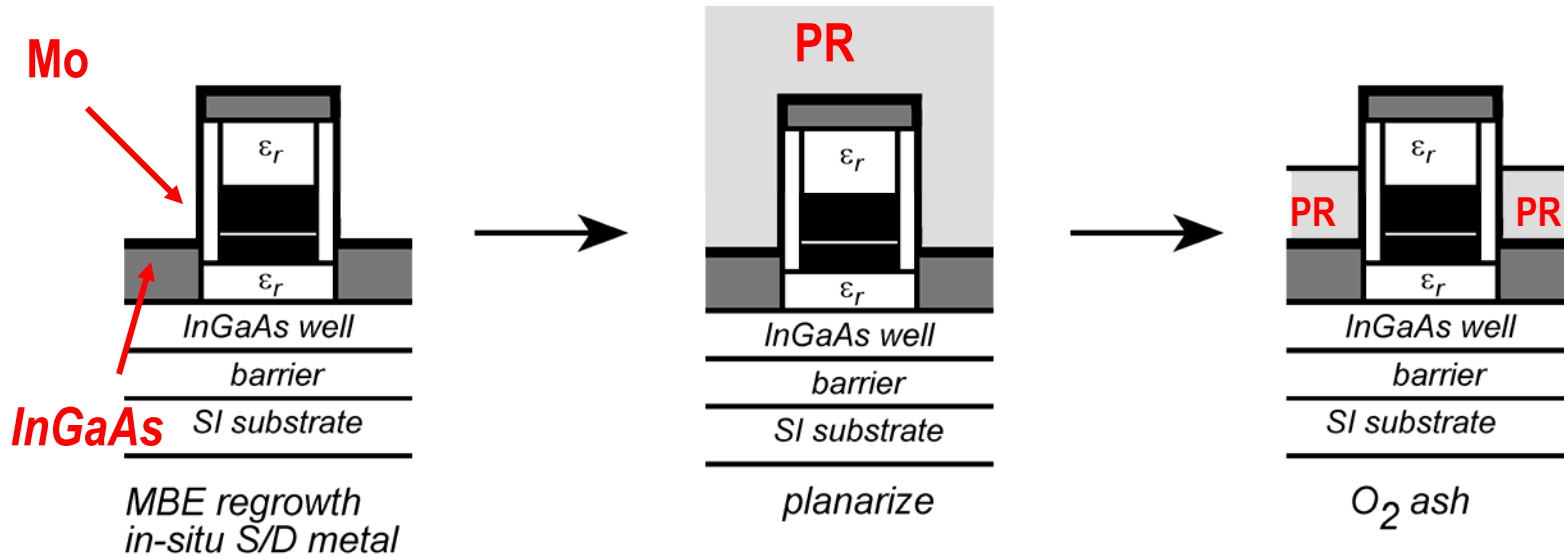 Mo
εr
εr
InGaAs well
barrier
SI substrate
InGaAs
MBE regrowth
in-situ S/D metal
PR
εr
εr
InGaAs well
barrier
SI substrate
planarize
εr
PR
PR
εr
InGaAs well
barrier
SI substrate
O2 ash